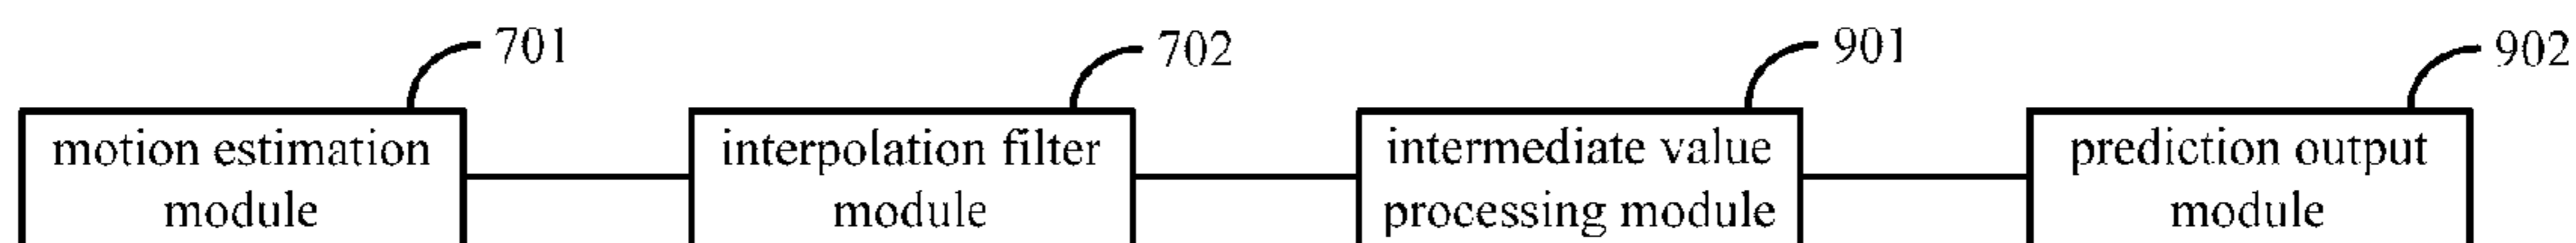 701
702
901
902
motion estimation
module
interpolation filter
module
intermediate value
processing module
prediction output
module